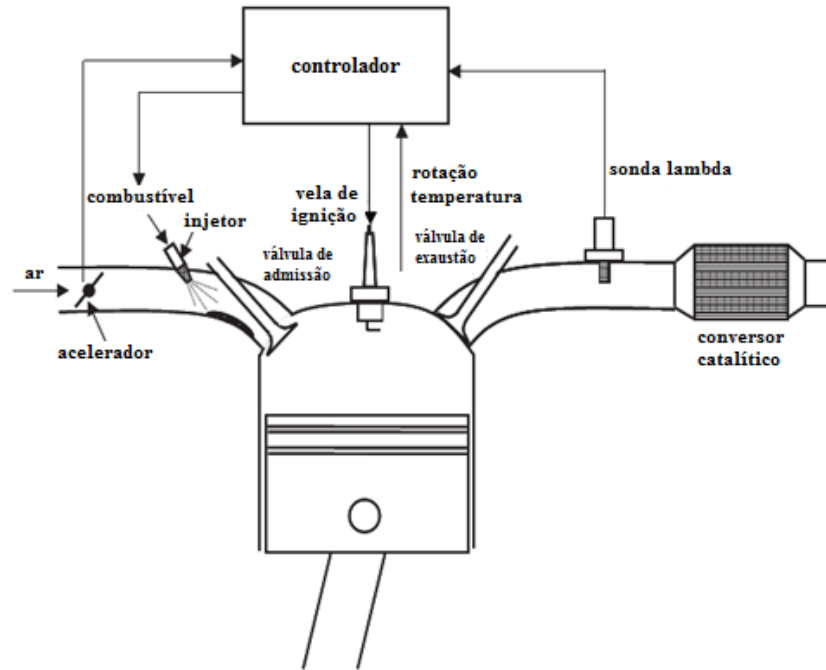 controlador
combustível
injetor
vela de
ignição
rotação
temperatura
sonda lambda
válvula de
admissão
válvula de
exaustão
ar
acelerador
conversor
catalítico